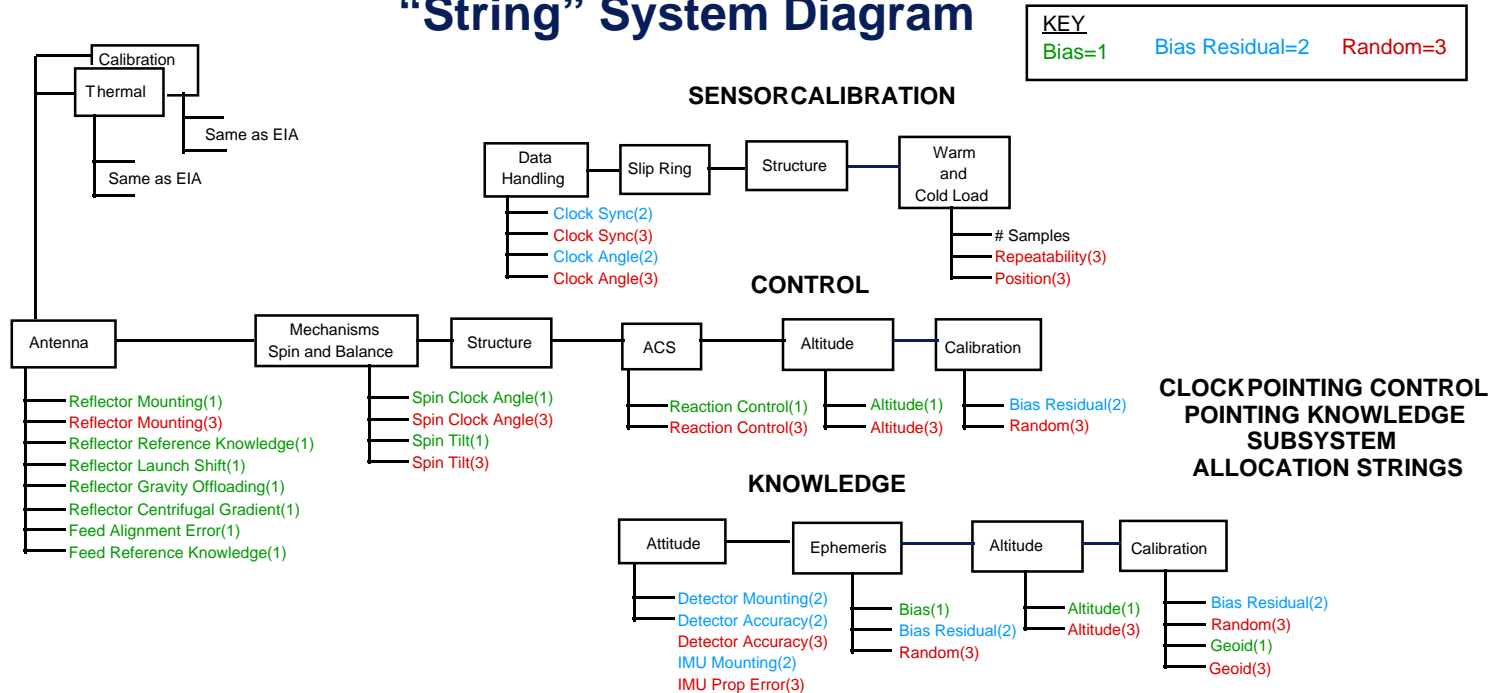 “String” System Diagram
KEY
Bias=1 Bias Residual=2 Random=3
Calibration
Thermal
Same as EIA
Same as EIA
SENSORCALIBRATION
Data
Handling
Slip Ring
Structure
Warm
and
Cold Load
Clock Sync(2)
Clock Sync(3)
Clock Angle(2)
Clock Angle(3)
# Samples
Repeatability(3)
Position(3)
CONTROL
Antenna
Mechanisms
Spin and Balance
Structure
ACS
Altitude
Calibration
Reflector Mounting(1)
Reflector Mounting(3)
Reflector Reference Knowledge(1)
Reflector Launch Shift(1)
Reflector Gravity Offloading(1)
Reflector Centrifugal Gradient(1)
Feed Alignment Error(1)
Feed Reference Knowledge(1)
Spin Clock Angle(1)
Spin Clock Angle(3)
Spin Tilt(1)
Spin Tilt(3)
Reaction Control(1)
Reaction Control(3)
Altitude(1)
Altitude(3)
Bias Residual(2)
Random(3)
CLOCKPOINTING CONTROL
POINTING KNOWLEDGE
SUBSYSTEM
ALLOCATION STRINGS
KNOWLEDGE
Attitude
Ephemeris
Altitude
Calibration
Detector Mounting(2)
Detector Accuracy(2)
Detector Accuracy(3)
IMU Mounting(2)
IMU Prop Error(3)
Bias(1)
Bias Residual(2)
Random(3)
Altitude(1)
Altitude(3)
Bias Residual(2)
Random(3)
Geoid(1)
Geoid(3)